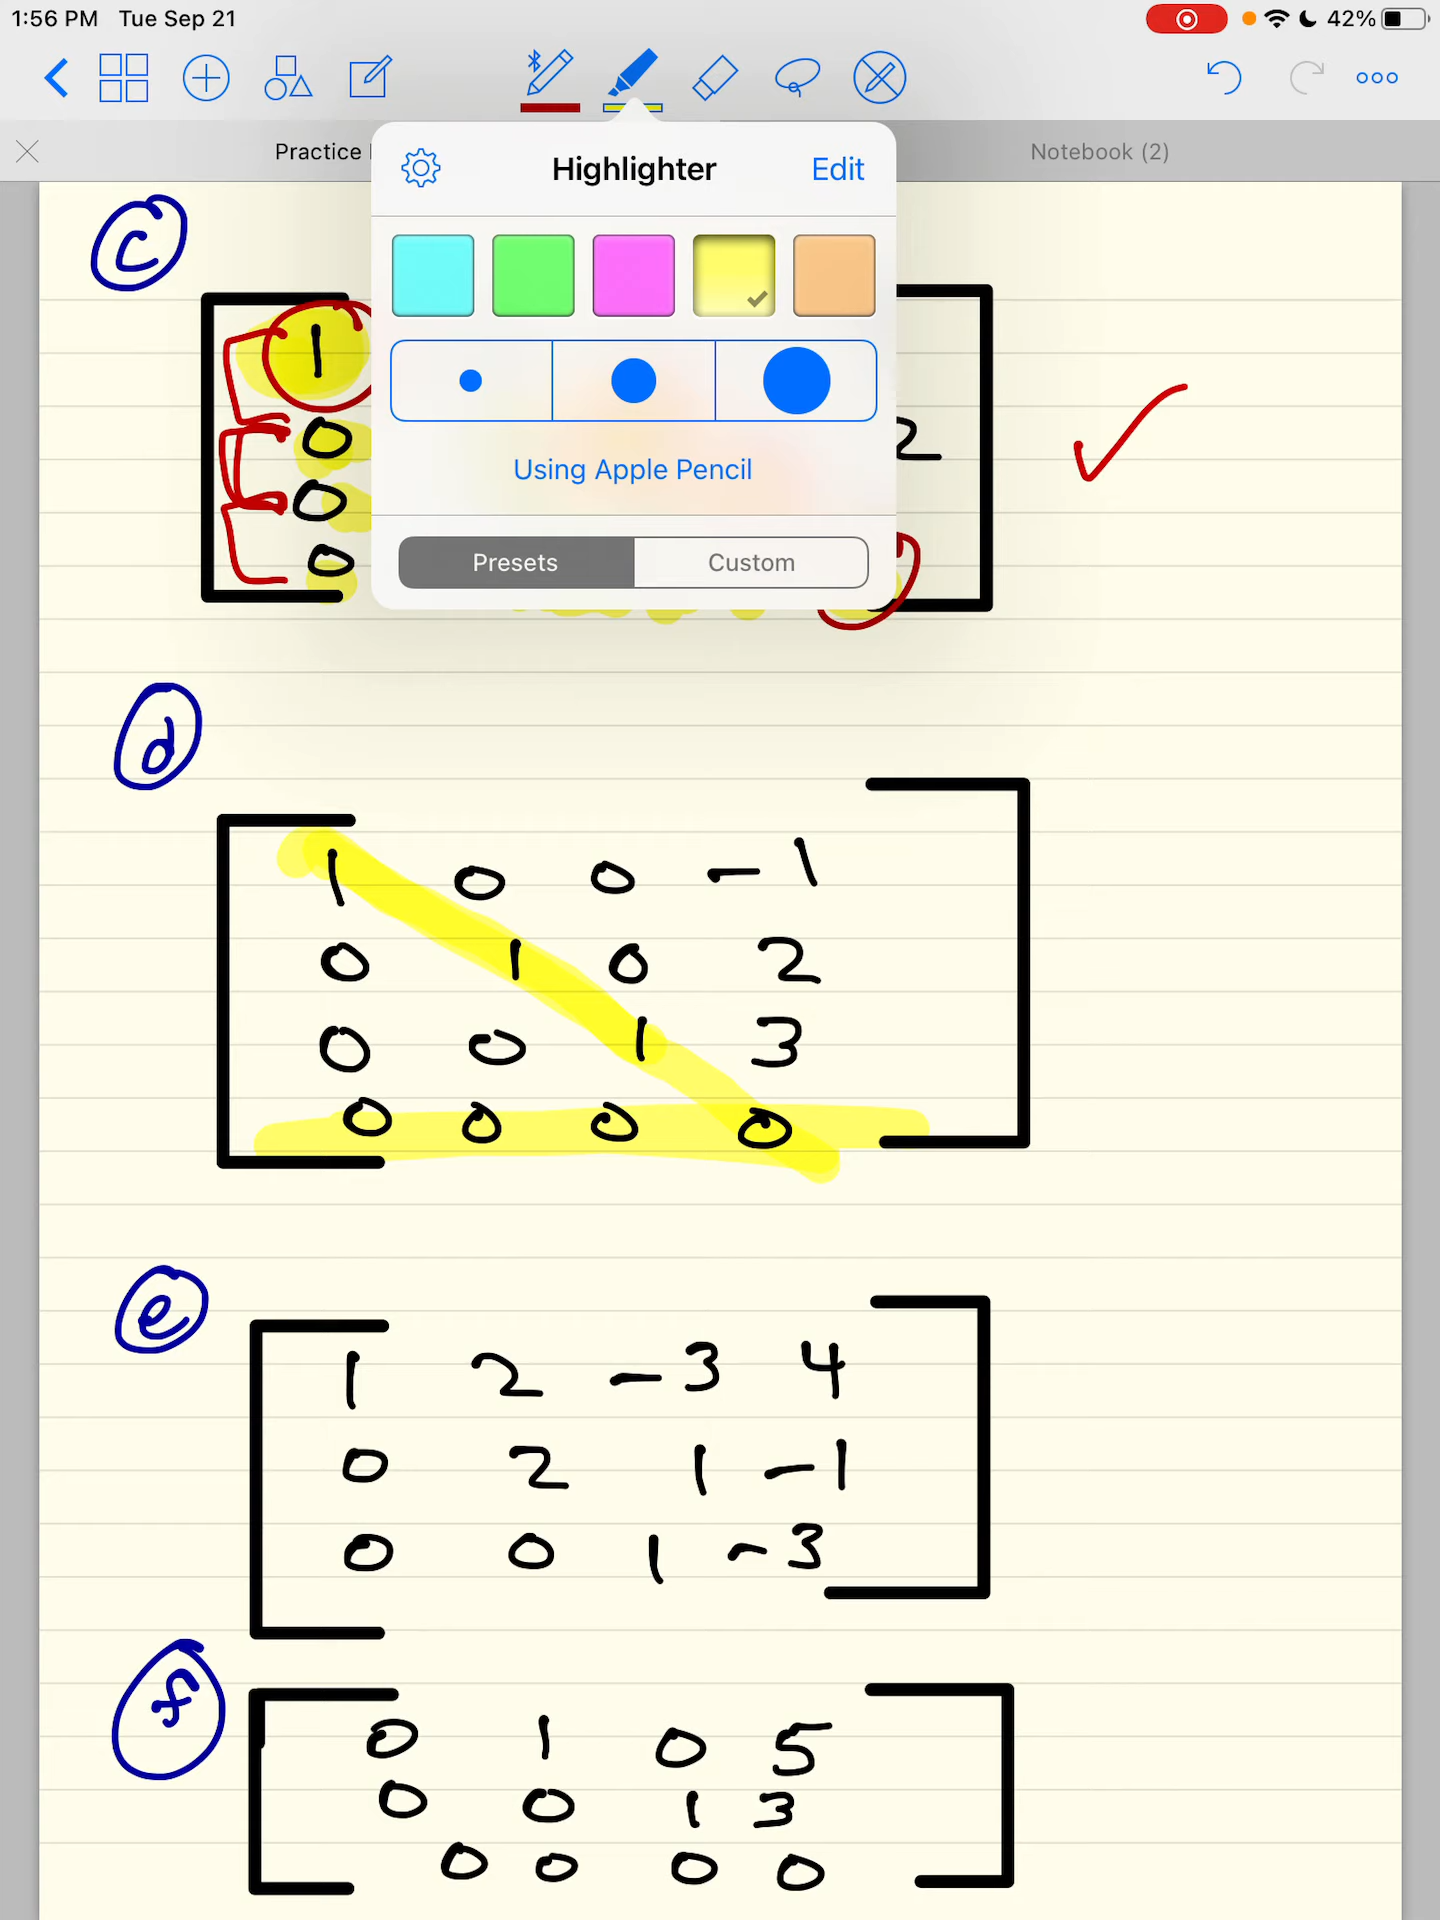 1:56 PM Tue Sep 21 42%
Practice Notebook (2)
Highlighter Edit
c
1
0 2
0
0
Using Apple Pencil
Presets Custom
d
1 0 0 -1
0 1 0 2
0 0 1 3
0 0 0 0
e
1 2 -3 4
0 2 1 -1
0 0 1 -3
f
0 1 0 5
0 0 1 3
0 0 0 0